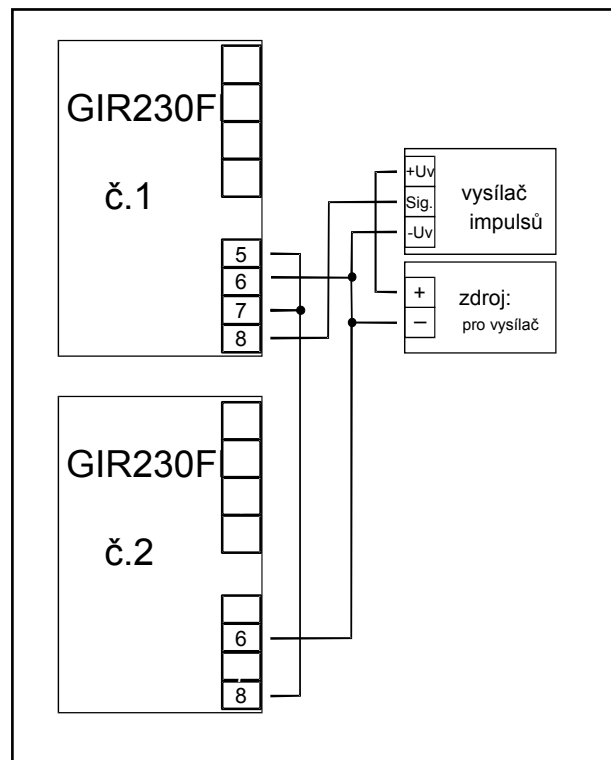 GIR230F
č.1
5
6
7
8
+Uv
Sig.
-Uv
vysílač
impulsů
+
−
zdroj:
pro vysílač
GIR230F
č.2
6
8